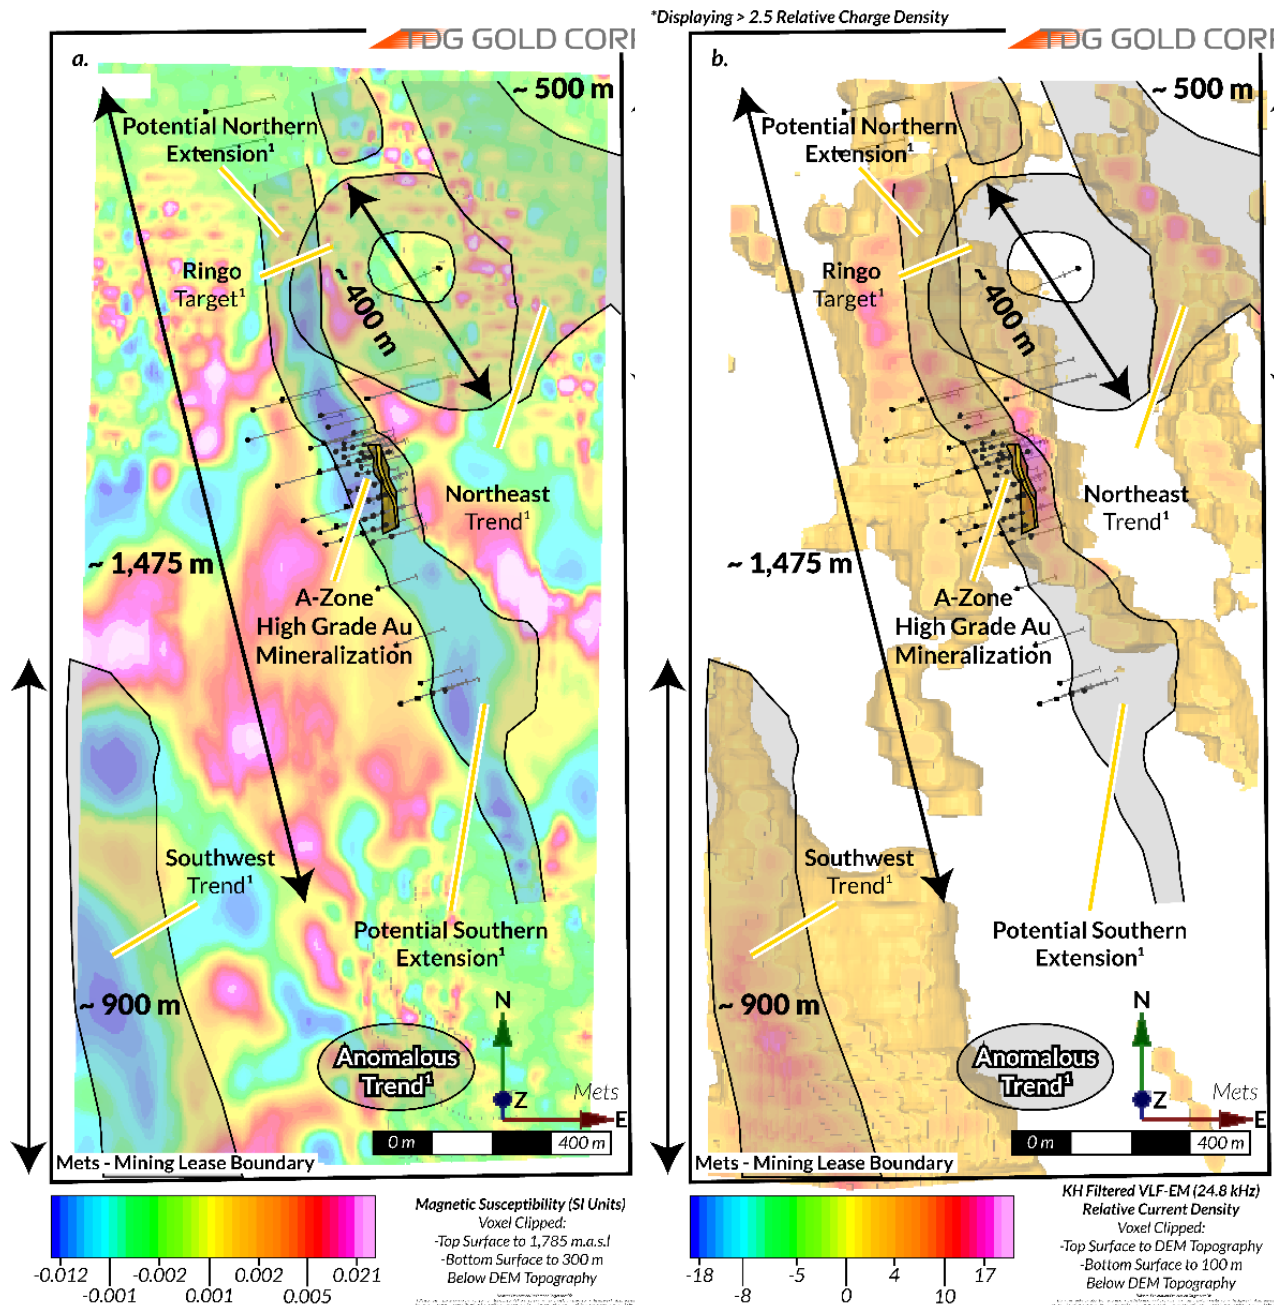 *Displaying > 2.5 Relative Charge Density
a.
TDG GOLD CORP
~ 500 m
Potential Northern
Extension¹
Ringo
Target¹
~ 400 m
Northeast
Trend¹
~ 1,475 m
A-Zone
High Grade Au
Mineralization
Southwest
Trend¹
Potential Southern
Extension¹
~ 900 m
Anomalous
Trend¹
N
Z
E
Mets
0 m
400 m
Mets - Mining Lease Boundary
-0.012
-0.001
-0.002
0.001
0.002
0.005
0.021
Magnetic Susceptibility (SI Units)
Voxel Clipped:
-Top Surface to 1,785 m.a.s.l
-Bottom Surface to 300 m
Below DEM Topography
b.
TDG GOLD CORP
~ 500 m
Potential Northern
Extension¹
Ringo
Target¹
~ 400 m
Northeast
Trend¹
~ 1,475 m
A-Zone
High Grade Au
Mineralization
Southwest
Trend¹
Potential Southern
Extension¹
~ 900 m
Anomalous
Trend¹
N
Z
E
Mets
0 m
400 m
Mets - Mining Lease Boundary
-18
-8
-5
0
4
10
17
KH Filtered VLF-EM (24.8 kHz)
Relative Current Density
Voxel Clipped:
-Top Surface to DEM Topography
-Bottom Surface to 100 m
Below DEM Topography